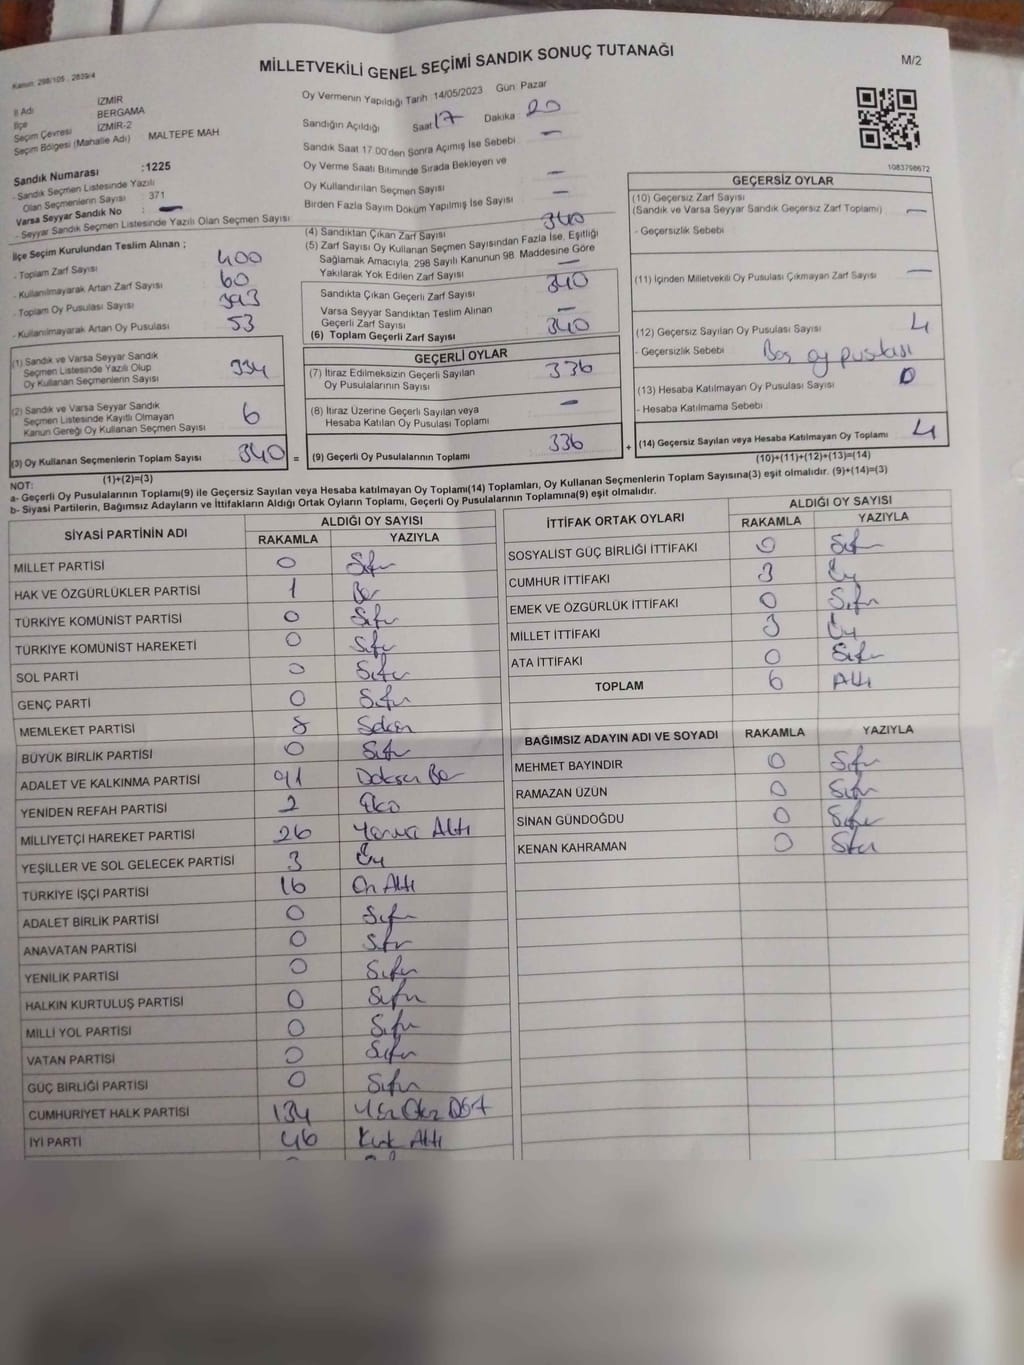 MİLLETVEKİLİ GENEL SEÇİMİ SANDIK SONUÇ TUTANAĞI
M/2
Kanun: 298/105 , 2839/4
İl Adı İZMİR
İlçe BERGAMA
Seçim Çevresi İZMİR-2
Seçim Bölgesi (Mahalle Adı) MALTEPE MAH
Sandık Numarası :1225
- Sandık Seçmen Listesinde Yazılı
Olan Seçmenlerin Sayısı : 371
Varsa Seyyar Sandık No : -
- Seyyar Sandık Seçmen Listesinde Yazılı Olan Seçmen Sayısı
Oy Vermenin Yapıldığı Tarih 14/05/2023 Gün: Pazar
Sandığın Açıldığı Saat 17 Dakika : 20
Sandık Saat 17.00'den Sonra Açımış İse Sebebi -
Oy Verme Saati Bitiminde Sırada Bekleyen ve
Oy Kullandırılan Seçmen Sayısı -
Birden Fazla Sayım Döküm Yapılmış İse Sayısı -
1083798672
İlçe Seçim Kurulundan Teslim Alınan ;
- Toplam Zarf Sayısı 400
- Kullanılmayarak Artan Zarf Sayısı 60
- Toplam Oy Pusulası Sayısı 393
- Kullanılmayarak Artan Oy Pusulası 53
(1) Sandık ve Varsa Seyyar Sandık
Seçmen Listesinde Yazılı Olup
Oy Kullanan Seçmenlerin Sayısı 334
(2) Sandık ve Varsa Seyyar Sandık
Seçmen Listesinde Kayıtlı Olmayan
Kanun Gereği Oy Kullanan Seçmen Sayısı 6
(3) Oy Kullanan Seçmenlerin Toplam Sayısı 340 =
(1)+(2)=(3)
(4) Sandıktan Çıkan Zarf Sayısı 340
(5) Zarf Sayısı Oy Kullanan Seçmen Sayısından Fazla İse, Eşitliği
Sağlamak Amacıyla, 298 Sayılı Kanunun 98. Maddesine Göre
Yakılarak Yok Edilen Zarf Sayısı -
Sandıkta Çıkan Geçerli Zarf Sayısı 340
Varsa Seyyar Sandıktan Teslim Alınan
Geçerli Zarf Sayısı -
(6) Toplam Geçerli Zarf Sayısı 340
GEÇERLİ OYLAR
(7) İtiraz Edilmeksizin Geçerli Sayılan
Oy Pusulalarının Sayısı 336
(8) İtiraz Üzerine Geçerli Sayılan veya
Hesaba Katılan Oy Pusulası Toplamı -
(9) Geçerli Oy Pusulalarının Toplamı 336 +
GEÇERSİZ OYLAR
(10) Geçersiz Zarf Sayısı
(Sandık ve Varsa Seyyar Sandık Geçersiz Zarf Toplamı) -
- Geçersizlik Sebebi
(11) İçinden Milletvekili Oy Pusulası Çıkmayan Zarf Sayısı -
(12) Geçersiz Sayılan Oy Pusulası Sayısı 4
- Geçersizlik Sebebi Boş oy pusulası
(13) Hesaba Katılmayan Oy Pusulası Sayısı 0
- Hesaba Katılmama Sebebi
(14) Geçersiz Sayılan veya Hesaba Katılmayan Oy Toplamı 4
(10)+(11)+(12)+(13)=(14)
NOT:
a- Geçerli Oy Pusulalarının Toplamı(9) ile Geçersiz Sayılan veya Hesaba katılmayan Oy Toplamı(14) Toplamları, Oy Kullanan Seçmenlerin Toplam Sayısına(3) eşit olmalıdır. (9)+(14)=(3)
b- Siyasi Partilerin, Bağımsız Adayların ve İttifakların Aldığı Ortak Oyların Toplamı, Geçerli Oy Pusulalarının Toplamına(9) eşit olmalıdır.
SİYASİ PARTİNİN ADI ALDIĞI OY SAYISI
RAKAMLA YAZIYLA
MİLLET PARTİSİ 0 Sıfır
HAK VE ÖZGÜRLÜKLER PARTİSİ 1 Bir
TÜRKİYE KOMÜNİST PARTİSİ 0 Sıfır
TÜRKİYE KOMÜNİST HAREKETİ 0 Sıfır
SOL PARTİ 0 Sıfır
GENÇ PARTİ 0 Sıfır
MEMLEKET PARTİSİ 8 Sekiz
BÜYÜK BİRLİK PARTİSİ 0 Sıfır
ADALET VE KALKINMA PARTİSİ 91 Doksan Bir
YENİDEN REFAH PARTİSİ 2 İki
MİLLİYETÇİ HAREKET PARTİSİ 26 Yirmi Altı
YEŞİLLER VE SOL GELECEK PARTİSİ 3 Üç
TÜRKİYE İŞÇİ PARTİSİ 16 On Altı
ADALET BİRLİK PARTİSİ 0 Sıfır
ANAVATAN PARTİSİ 0 Sıfır
YENİLİK PARTİSİ 0 Sıfır
HALKIN KURTULUŞ PARTİSİ 0 Sıfır
MİLLİ YOL PARTİSİ 0 Sıfır
VATAN PARTİSİ 0 Sıfır
GÜÇ BİRLİĞİ PARTİSİ 0 Sıfır
CUMHURİYET HALK PARTİSİ 134 Yüz Otuz Dört
İYİ PARTİ 46 Kırk Altı
İTTİFAK ORTAK OYLARI ALDIĞI OY SAYISI
RAKAMLA YAZIYLA
SOSYALİST GÜÇ BİRLİĞİ İTTİFAKI 0 Sıfır
CUMHUR İTTİFAKI 3 Üç
EMEK VE ÖZGÜRLÜK İTTİFAKI 0 Sıfır
MİLLET İTTİFAKI 3 Üç
ATA İTTİFAKI 0 Sıfır
TOPLAM 6 Altı
BAĞIMSIZ ADAYIN ADI VE SOYADI RAKAMLA YAZIYLA
MEHMET BAYINDIR 0 Sıfır
RAMAZAN UZUN 0 Sıfır
SİNAN GÜNDOĞDU 0 Sıfır
KENAN KAHRAMAN 0 Sıfır